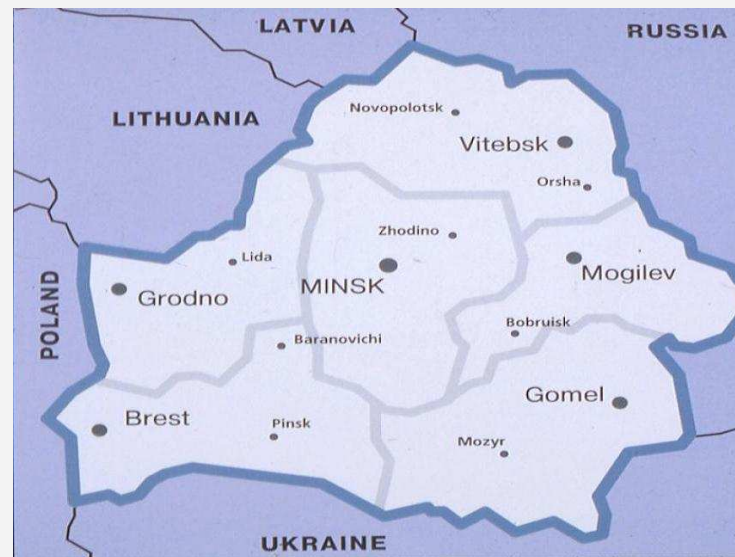 LATVIA
RUSSIA
Novopolotsk
LITHUANIA
Vitebsk
Orsha
Zhodino
Lida
MINSK
Mogilev
Grodno
POLAND
Bobruisk
Baranovichi
Gomel
Brest
Pinsk
Mozyr
UKRAINE